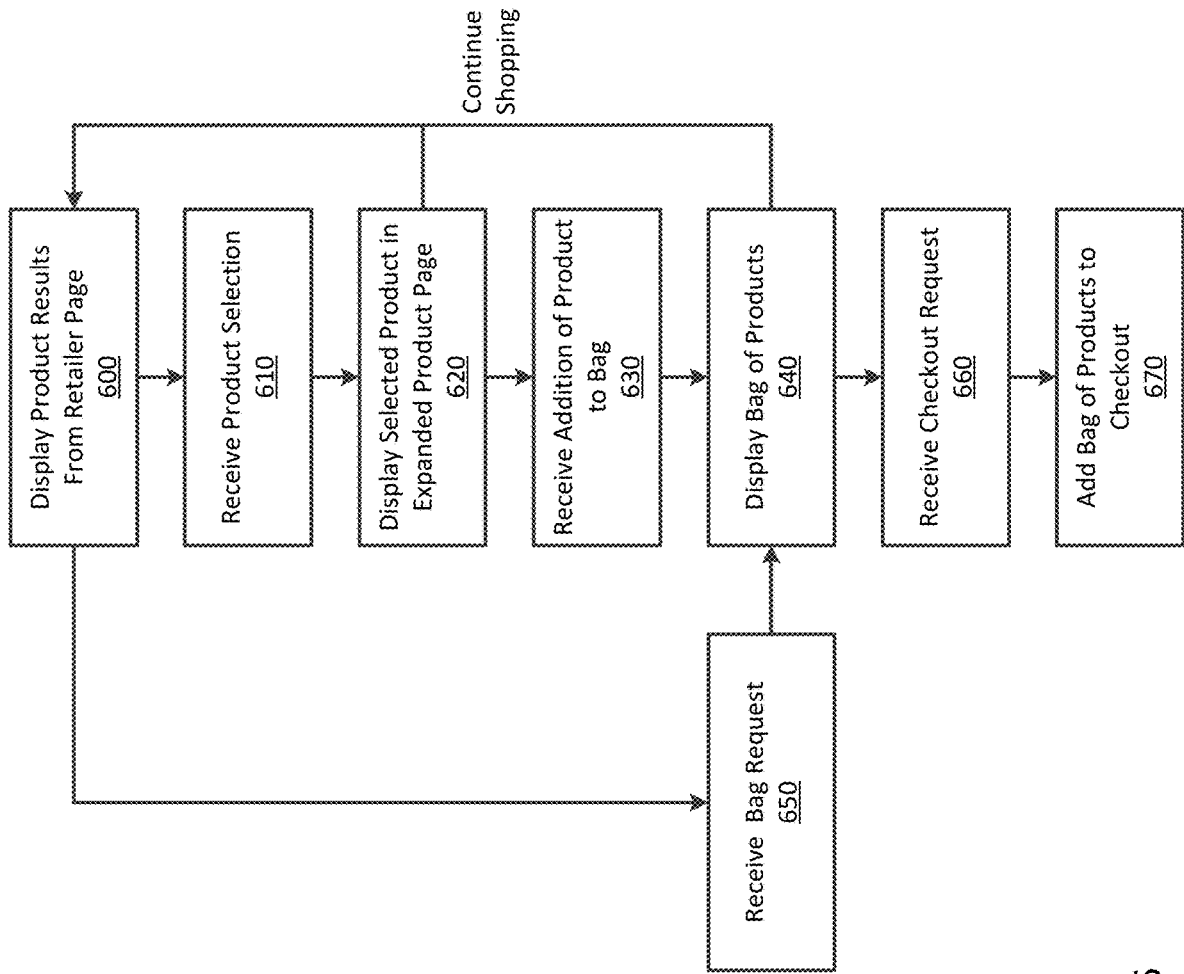 Display Product Results
From Retailer Page
600
Receive Product Selection
610
Display Selected Product in
Expanded Product Page
620
Continue
Shopping
Receive Addition of Product
to Bag
630
Display Bag of Products
640
Receive Bag Request
650
Receive Checkout Request
660
Add Bag of Products to
Checkout
670